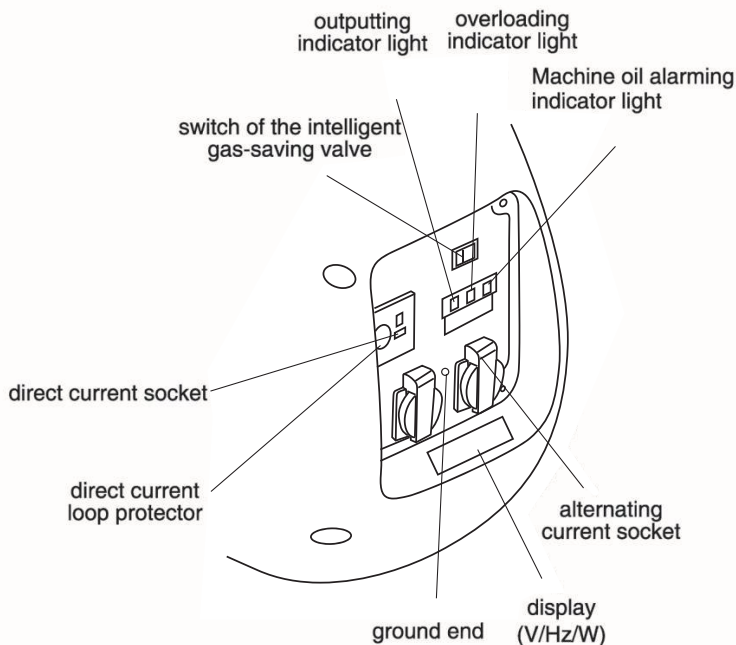 outputting
indicator light
overloading
indicator light
Machine oil alarming
indicator light
switch of the intelligent
gas-saving valve
direct current socket
direct current
loop protector
alternating
current socket
ground end
display
(V/Hz/W)